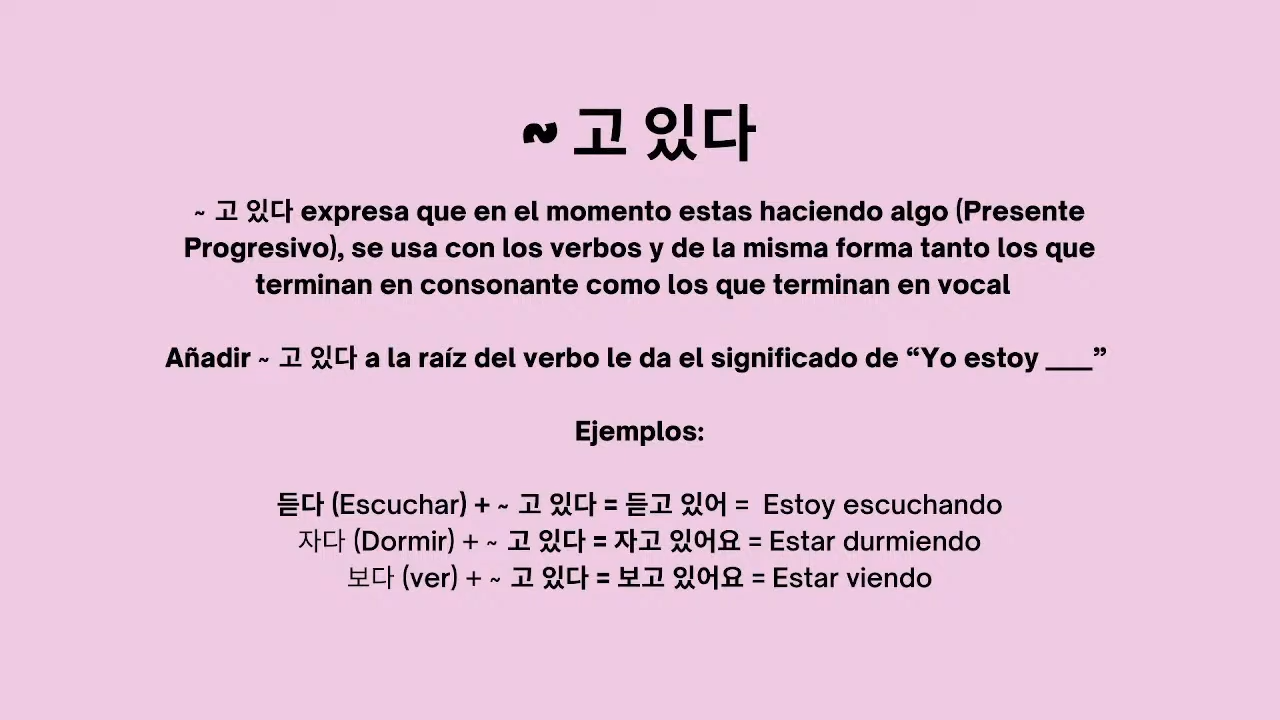 ~ 고 있다
~ 고 있다 expresa que en el momento estas haciendo algo (Presente
Progresivo), se usa con los verbos y de la misma forma tanto los que
terminan en consonante como los que terminan en vocal
Añadir ~ 고 있다 a la raíz del verbo le da el significado de “Yo estoy ___”
Ejemplos:
듣다 (Escuchar) + ~ 고 있다 = 듣고 있어 = Estoy escuchando
자다 (Dormir) + ~ 고 있다 = 자고 있어요 = Estar durmiendo
보다 (ver) + ~ 고 있다 = 보고 있어요 = Estar viendo